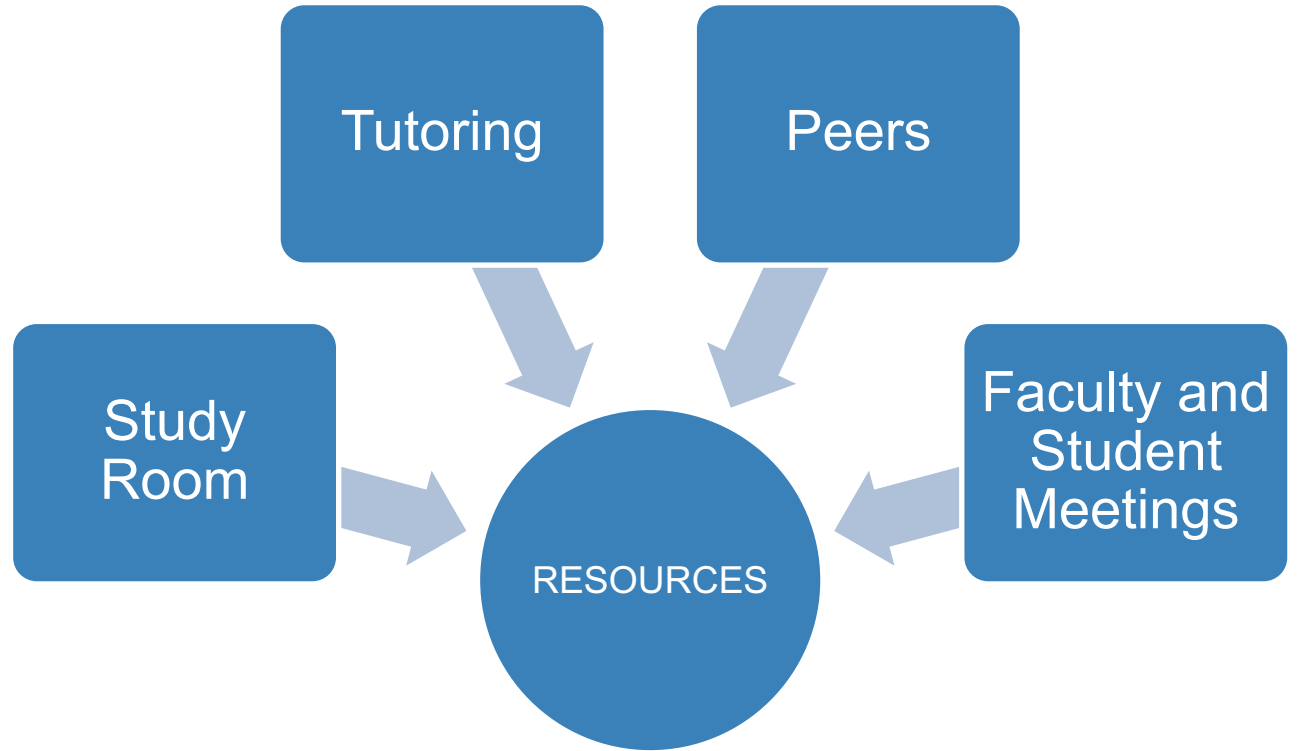 Tutoring
Peers
Study
Room
Faculty and
Student
Meetings
RESOURCES